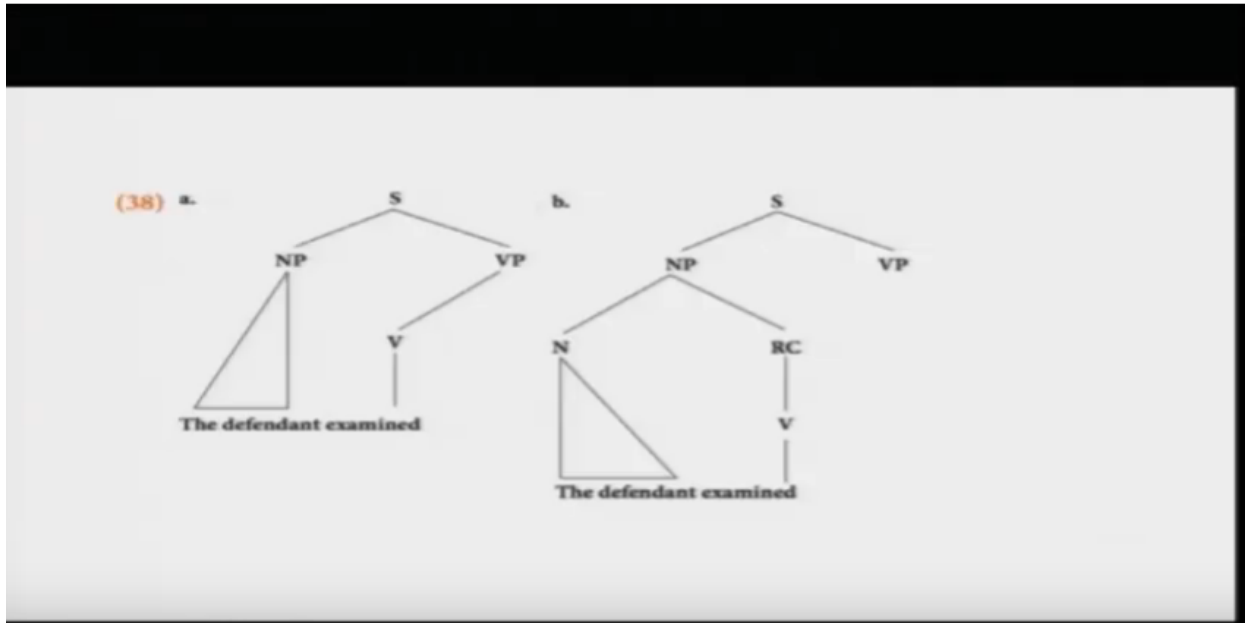 (38) a.
S
NP VP
V
The defendant examined
b.
S
NP VP
N RC
V
The defendant examined